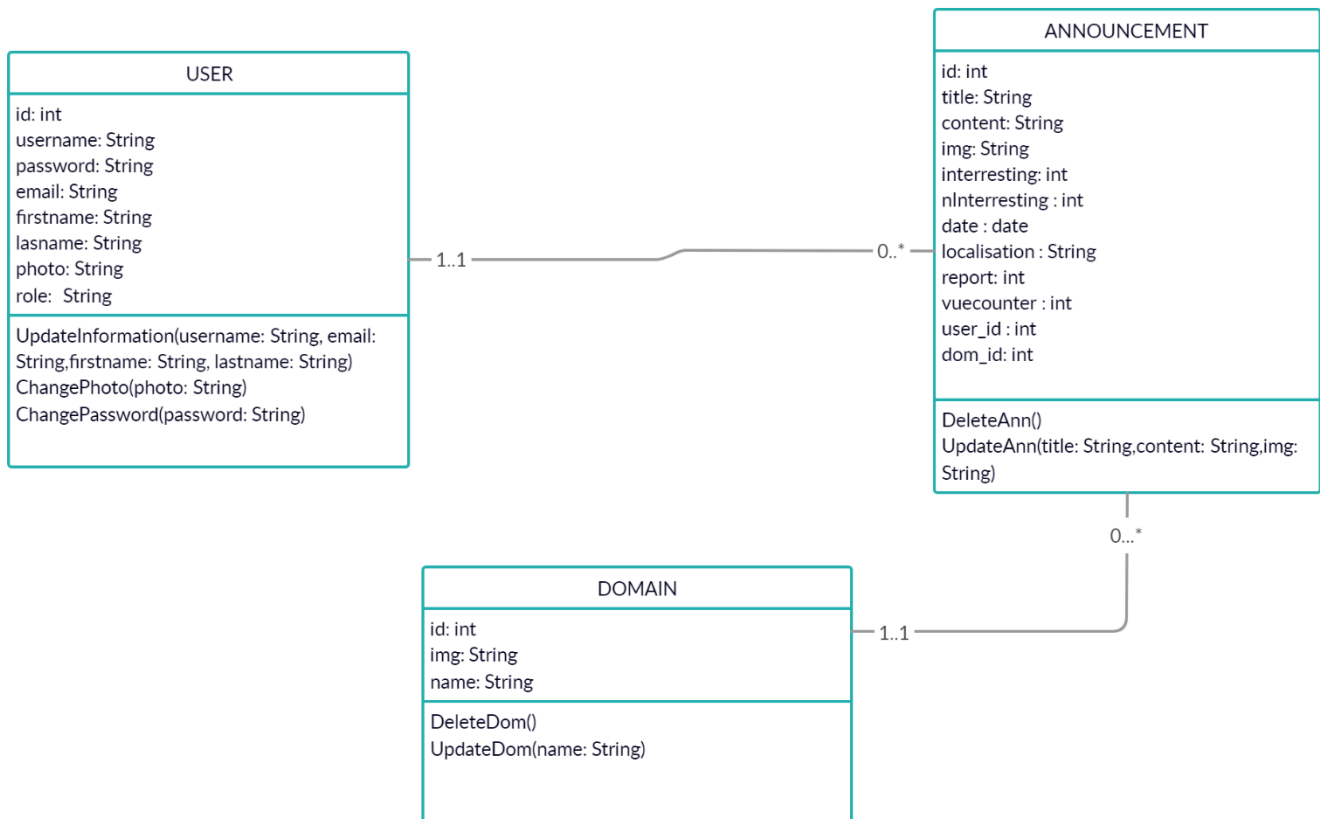 USER
id: int
username: String
password: String
email: String
firstname: String
lasname: String
photo: String
role: String
UpdateInformation(username: String, email:
String,firstname: String, lastname: String)
ChangePhoto(photo: String)
ChangePassword(password: String)
1..1
0..*
ANNOUNCEMENT
id: int
title: String
content: String
img: String
interresting: int
nInterresting : int
date : date
localisation : String
report: int
vuecounter : int
user_id : int
dom_id: int
DeleteAnn()
UpdateAnn(title: String,content: String,img:
String)
0...*
1..1
DOMAIN
id: int
img: String
name: String
DeleteDom()
UpdateDom(name: String)